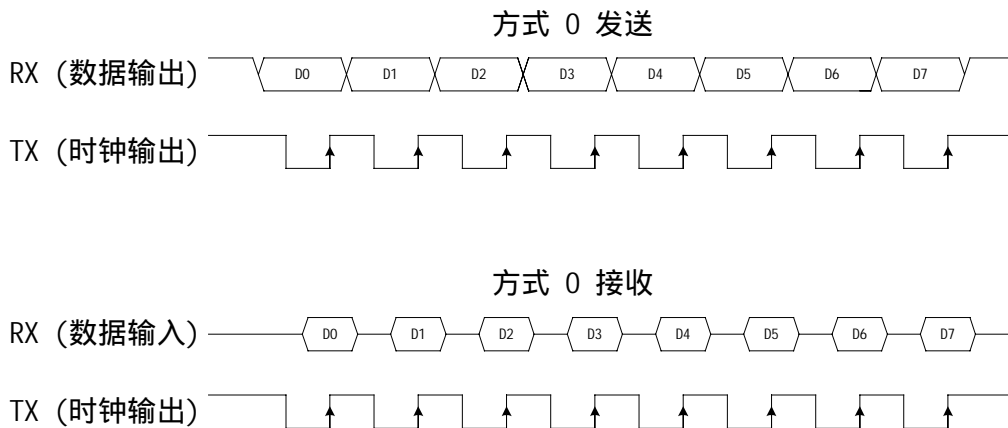 方式 0 发送
RX (数据输出) D0 D1 D2 D3 D4 D5 D6 D7
TX (时钟输出)
方式 0 接收
RX (数据输入) D0 D1 D2 D3 D4 D5 D6 D7
TX (时钟输出)